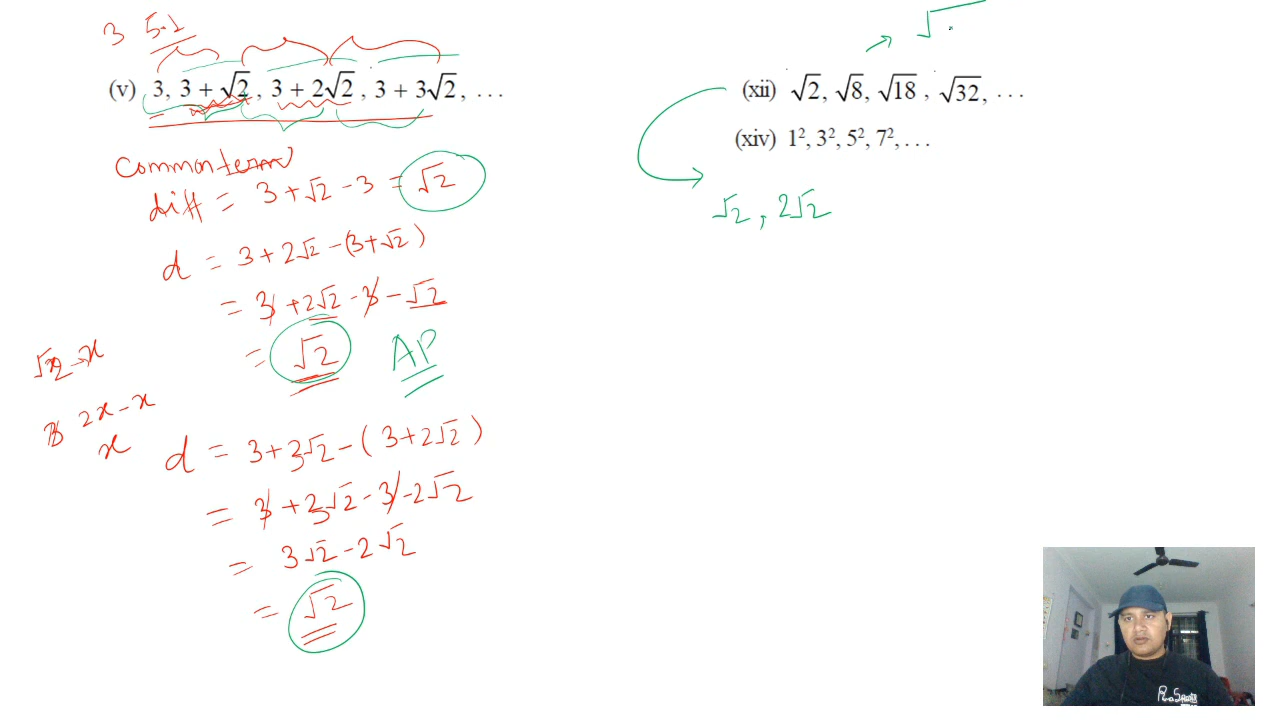 3 5.1
(v) 3, 3 + √2, 3 + 2√2, 3 + 3√2, ...
Common term
diff = 3 + √2 - 3 = √2
d = 3 + 2√2 - (3 + √2)
= 3 + 2√2 - 3 - √2
= √2 AP
2x - x
x
d = 3 + 3√2 - (3 + 2√2)
= 3 + 3√2 - 3 - 2√2
= 3√2 - 2√2
= √2
√
(xii) √2, √8, √18, √32, ...
(xiv) 1², 3², 5², 7², ...
√2, 2√2